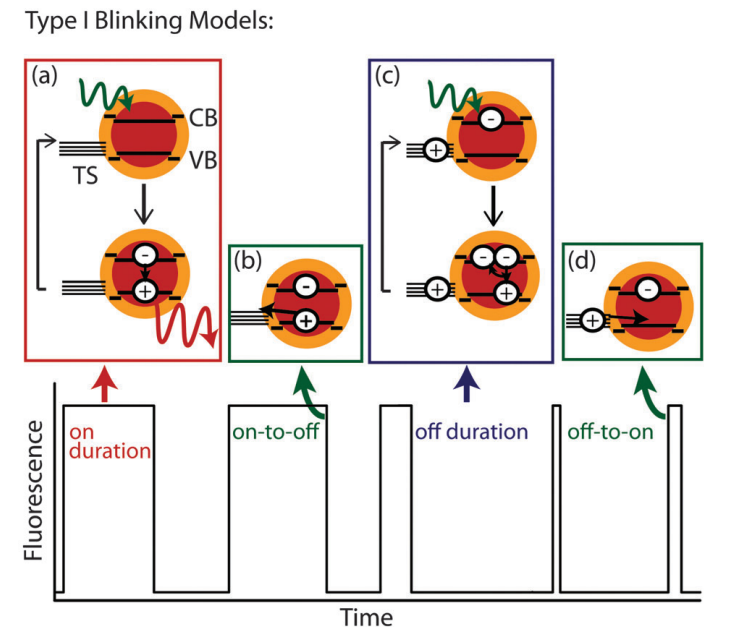 Type I Blinking Models:
(a)
CB
VB
TS
-
+
(b)
-
+
(c)
-
+
- -
+ +
(d)
-
+
on
duration
on-to-off
off duration
off-to-on
Fluorescence
Time